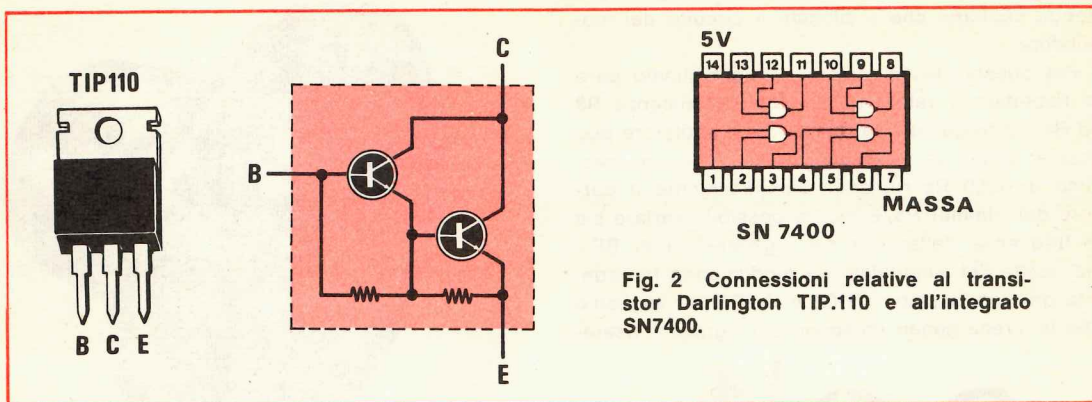 TIP110
B C E
B
C
E
5V
14 13 12 11 10 9 8
1 2 3 4 5 6 7
MASSA
SN 7400
Fig. 2 Connessioni relative al transi-
stor Darlington TIP.110 e all'integrato
SN7400.